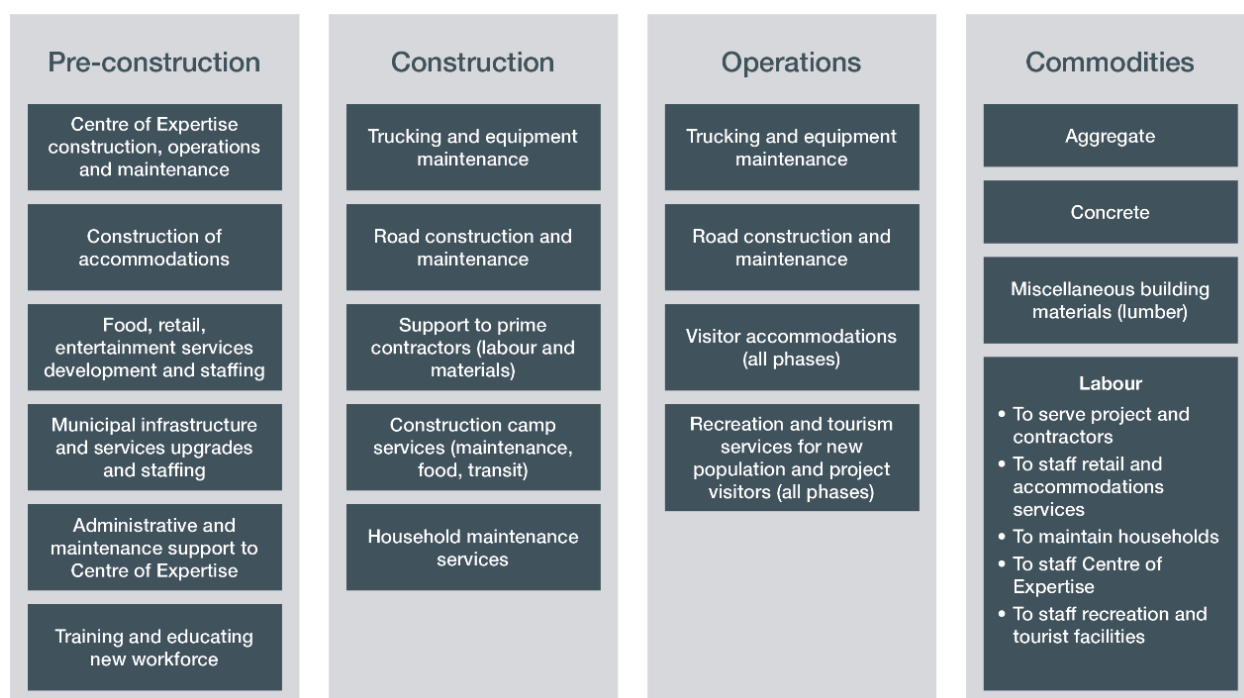 Pre-construction
Centre of Expertise
construction, operations
and maintenance
Construction of
accommodations
Food, retail,
entertainment services
development and staffing
Municipal infrastructure
and services upgrades
and staffing
Administrative and
maintenance support to
Centre of Expertise
Training and educating
new workforce
Construction
Trucking and equipment
maintenance
Road construction and
maintenance
Support to prime
contractors (labour and
materials)
Construction camp
services (maintenance,
food, transit)
Household maintenance
services
Operations
Trucking and equipment
maintenance
Road construction and
maintenance
Visitor accommodations
(all phases)
Recreation and tourism
services for new
population and project
visitors (all phases)
Commodities
Aggregate
Concrete
Miscellaneous building
materials (lumber)
Labour
• To serve project and
contractors
• To staff retail and
accommodations
services
• To maintain households
• To staff Centre of
Expertise
• To staff recreation and
tourist facilities